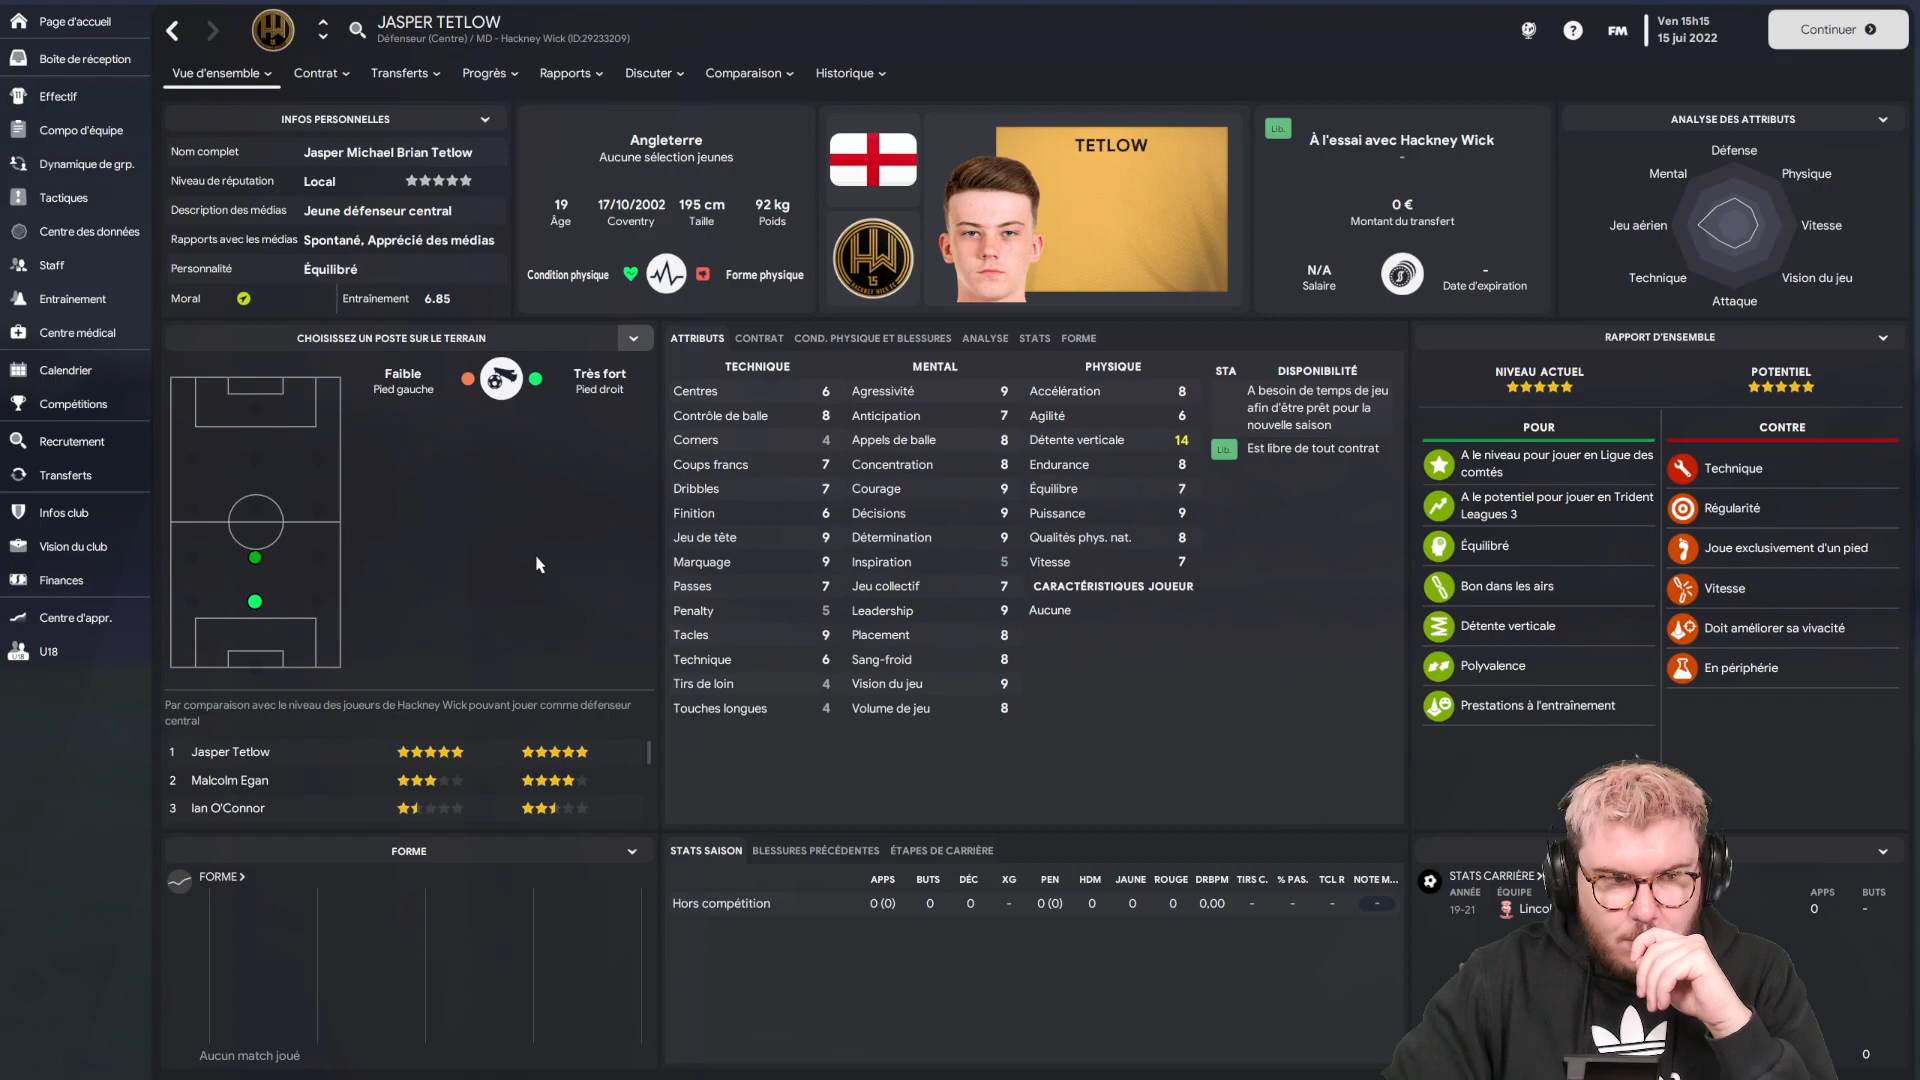 Page d'accueil
Boîte de réception
Effectif
Compo d'équipe
Dynamique de grp.
Tactiques
Centre des données
Staff
Entraînement
Centre médical
Calendrier
Compétitions
Recrutement
Transferts
Infos club
Vision du club
Finances
Centre d'appr.
U18
JASPER TETLOW
Défenseur (Centre) / MD - Hackney Wick (ID:29233209)
FM
Ven 15h15
15 jui 2022
Continuer
Vue d'ensemble Contrat Transferts Progrès Rapports Discuter Comparaison Historique
INFOS PERSONNELLES
Nom complet Jasper Michael Brian Tetlow
Niveau de réputation Local
Description des médias Jeune défenseur central
Rapports avec les médias Spontané, Apprécié des médias
Personnalité Équilibré
Moral Entraînement 6.85
Angleterre
Aucune sélection jeunes
19 17/10/2002 195 cm 92 kg
Âge Coventry Taille Poids
Condition physique Forme physique
HW
15
HACKNEY WICK FC
TETLOW
Lib.
À l'essai avec Hackney Wick
-
0 €
Montant du transfert
N/A
Salaire
-
Date d'expiration
ANALYSE DES ATTRIBUTS
Défense
Mental Physique
Jeu aérien Vitesse
Technique Vision du jeu
Attaque
CHOISISSEZ UN POSTE SUR LE TERRAIN
Faible
Pied gauche
Très fort
Pied droit
Par comparaison avec le niveau des joueurs de Hackney Wick pouvant jouer comme défenseur
central
1 Jasper Tetlow
2 Malcolm Egan
3 Ian O'Connor
ATTRIBUTS CONTRAT COND. PHYSIQUE ET BLESSURES ANALYSE STATS FORME
TECHNIQUE MENTAL PHYSIQUE
Centres 6 Agressivité 9 Accélération 8
Contrôle de balle 8 Anticipation 7 Agilité 6
Corners 4 Appels de balle 8 Détente verticale 14
Coups francs 7 Concentration 8 Endurance 8
Dribbles 7 Courage 9 Équilibre 7
Finition 6 Décisions 9 Puissance 9
Jeu de tête 9 Détermination 9 Qualités phys. nat. 8
Marquage 9 Inspiration 5 Vitesse 7
Passes 7 Jeu collectif 7 CARACTÉRISTIQUES JOUEUR
Penalty 5 Leadership 9 Aucune
Tacles 9 Placement 8
Technique 6 Sang-froid 8
Tirs de loin 4 Vision du jeu 9
Touches longues 4 Volume de jeu 8
STA DISPONIBILITÉ
A besoin de temps de jeu
afin d'être prêt pour la
nouvelle saison
Lib. Est libre de tout contrat
RAPPORT D'ENSEMBLE
NIVEAU ACTUEL POTENTIEL
POUR
A le niveau pour jouer en Ligue des
comtés
A le potentiel pour jouer en Trident
Leagues 3
Équilibré
Bon dans les airs
Détente verticale
Polyvalence
Prestations à l'entraînement
CONTRE
Technique
Régularité
Joue exclusivement d'un pied
Vitesse
Doit améliorer sa vivacité
En périphérie
FORME
FORME
Aucun match joué
STATS SAISON BLESSURES PRÉCÉDENTES ÉTAPES DE CARRIÈRE
APPS BUTS DÉC XG PEN HDM JAUNE ROUGE DRBPM TIRS C. % PAS. TCL R NOTE M...
Hors compétition 0 (0) 0 0 - 0 (0) 0 0 0 0,00 - - - -
STATS CARRIÈRE
ANNÉE ÉQUIPE APPS BUTS
19-21 0 -
0
adidas